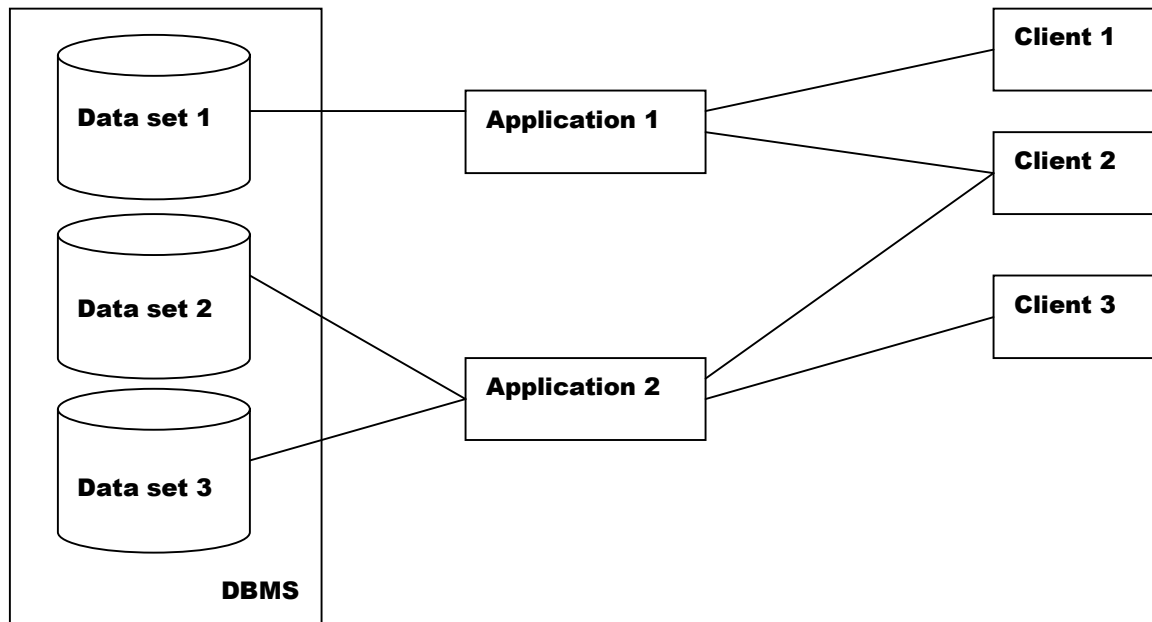 Data set 1
Data set 2
Data set 3
DBMS
Application 1
Application 2
Client 1
Client 2
Client 3